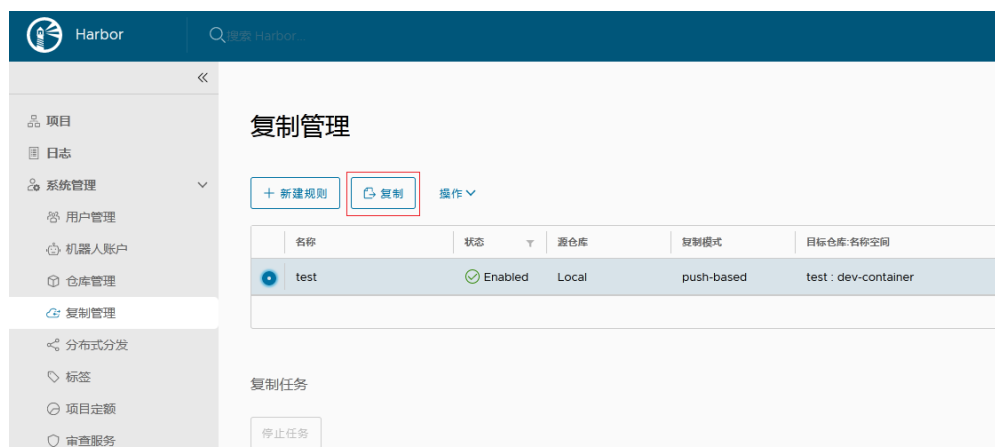 Harbor
搜索 Harbor...
项目
日志
系统管理
用户管理
机器人账户
仓库管理
复制管理
分布式分发
标签
项目定额
审查服务
复制管理
新建规则 复制 操作
名称 状态 源仓库 复制模式 目标仓库:名称空间
test Enabled Local push-based test : dev-container
复制任务
停止任务